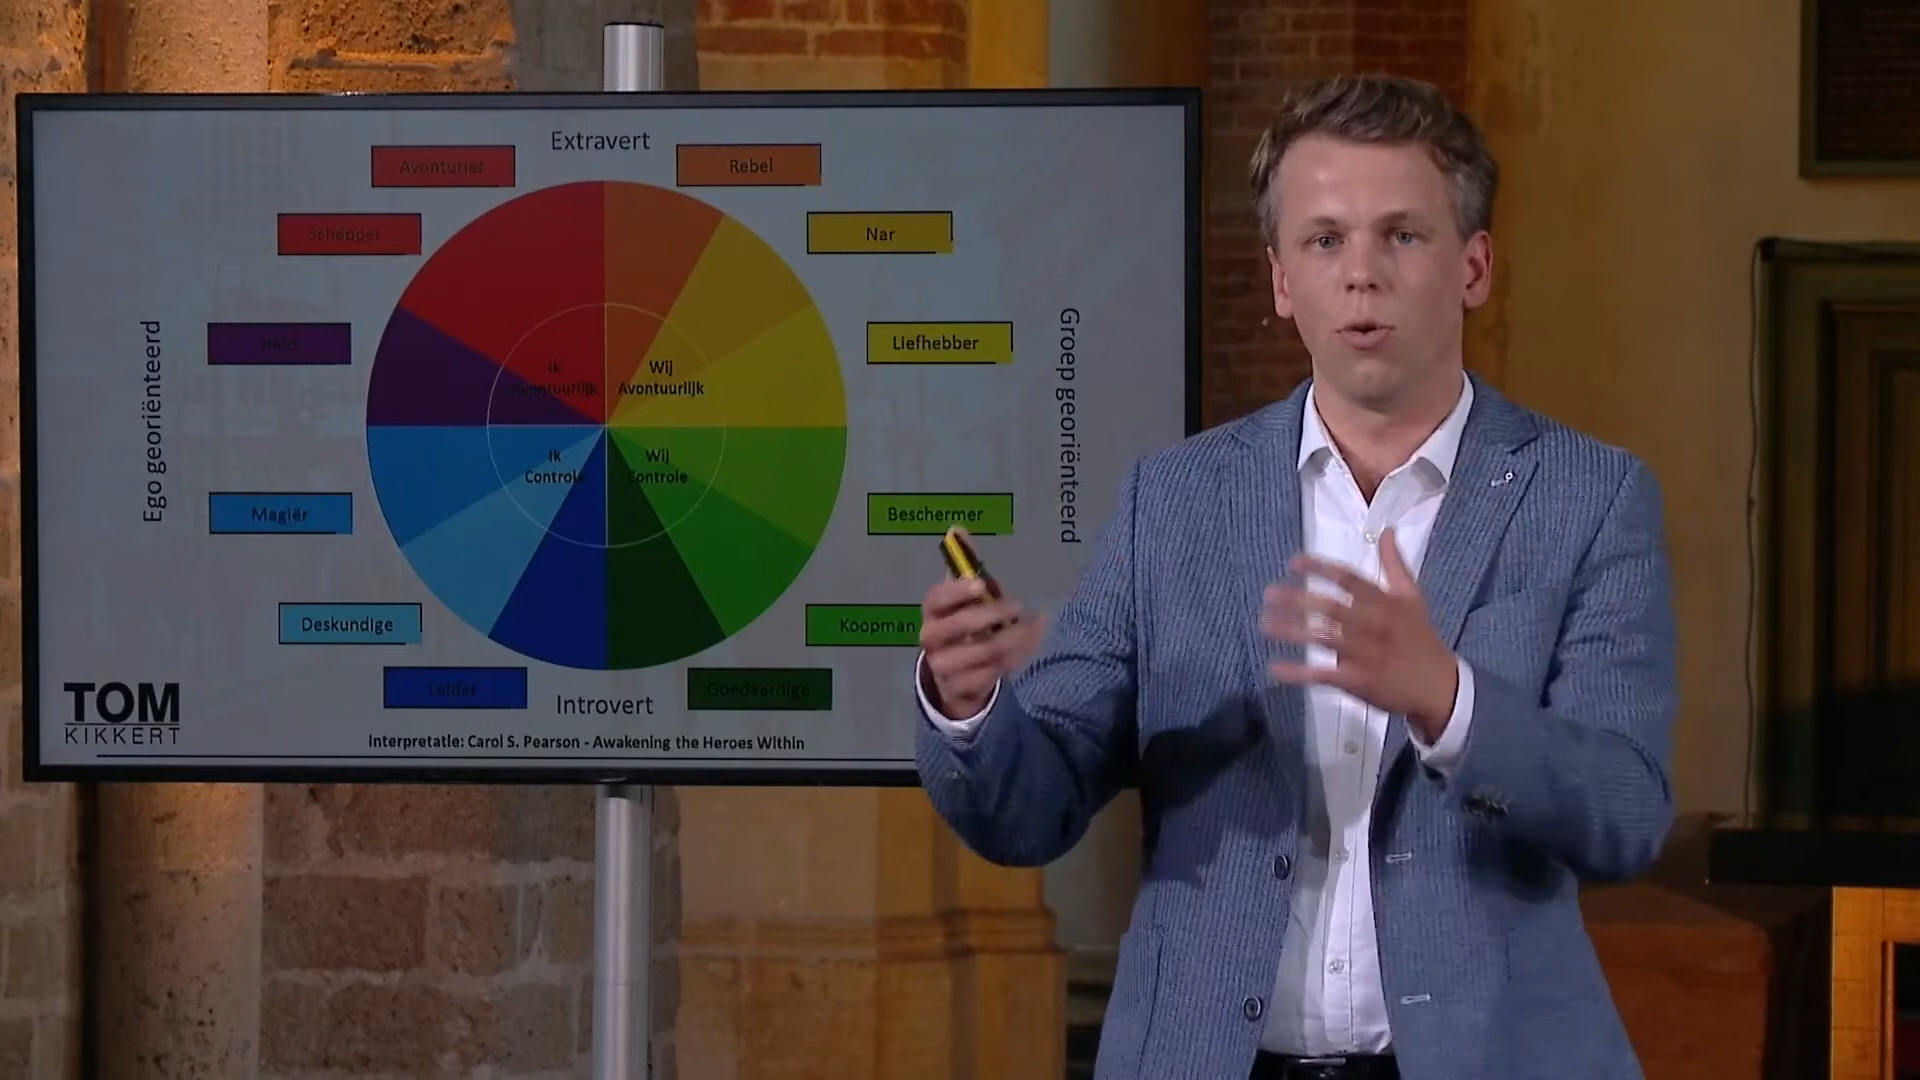 Extravert
Avonturier
Rebel
Schepper
Nar
Held
Liefhebber
Ego georiënteerd
Groep georiënteerd
Ik
Avontuurlijk
Wij
Avontuurlijk
Ik
Controle
Wij
Controle
Magiër
Beschermer
Deskundige
Koopman
Leider
Goedaardige
Introvert
TOM
KIKKERT
Interpretatie: Carol S. Pearson - Awakening the Heroes Within